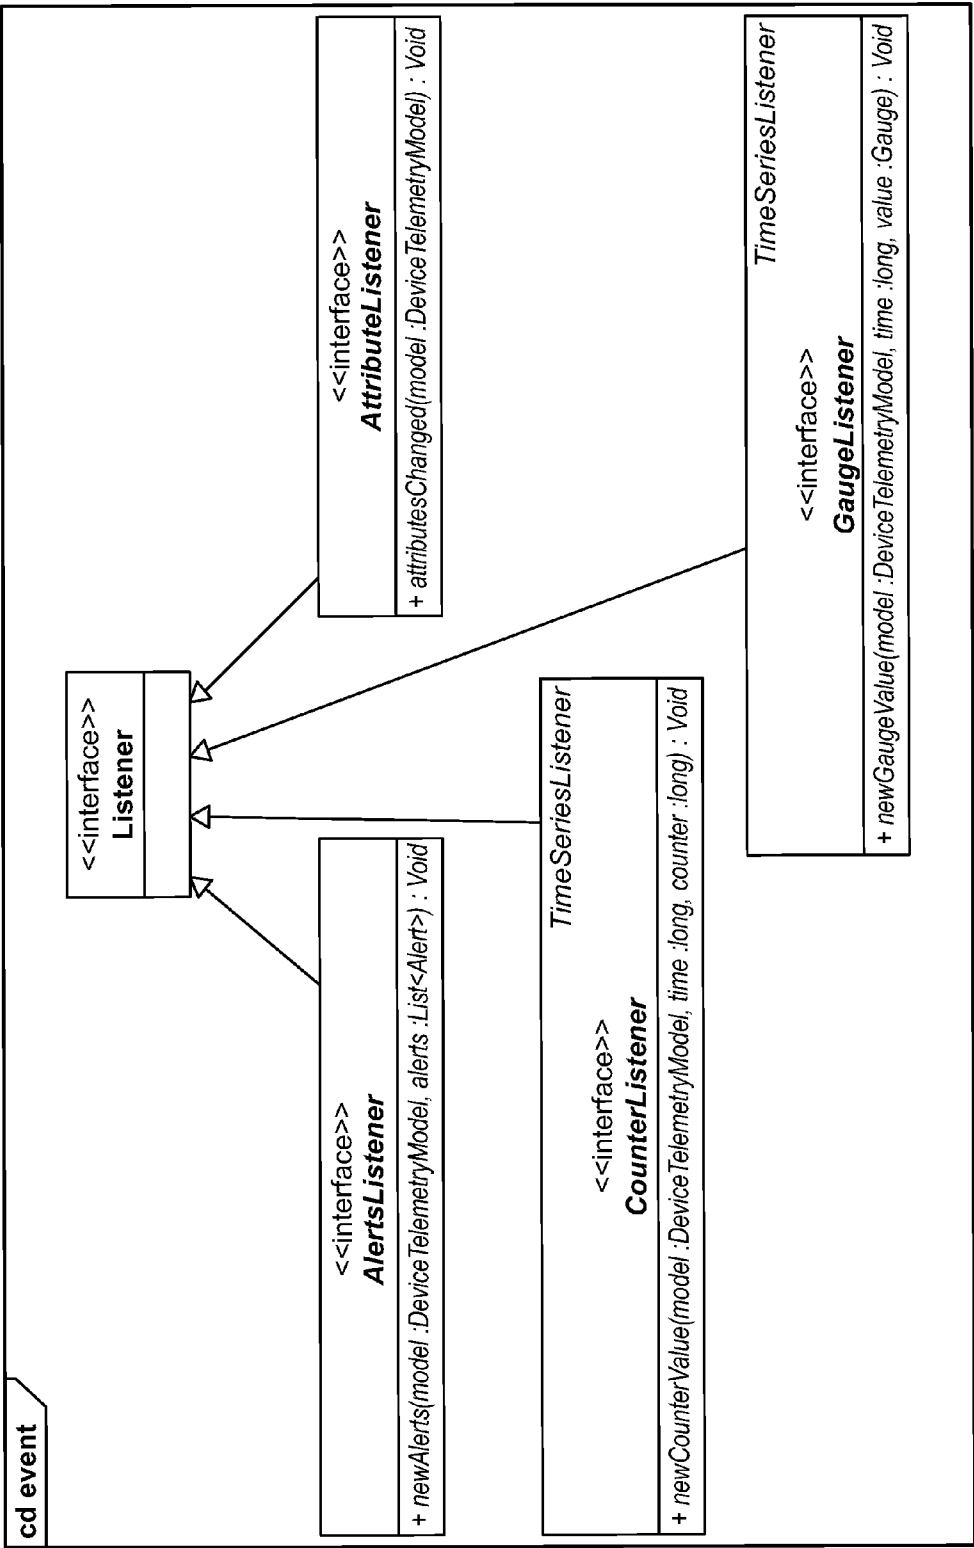 cd event
<<interface>>
Listener
<<interface>>
AlertsListener
+ newAlerts(model :DeviceTelemetryModel, alerts :List<Alert>) : Void
<<interface>>
AttributeListener
+ attributesChanged(model :DeviceTelemetryModel) : Void
TimeSeriesListener
<<interface>>
CounterListener
+ newCounterValue(model :DeviceTelemetryModel, time :long, counter :long) : Void
TimeSeriesListener
<<interface>>
GaugeListener
+ newGaugeValue(model :DeviceTelemetryModel, time :long, value :Gauge) : Void